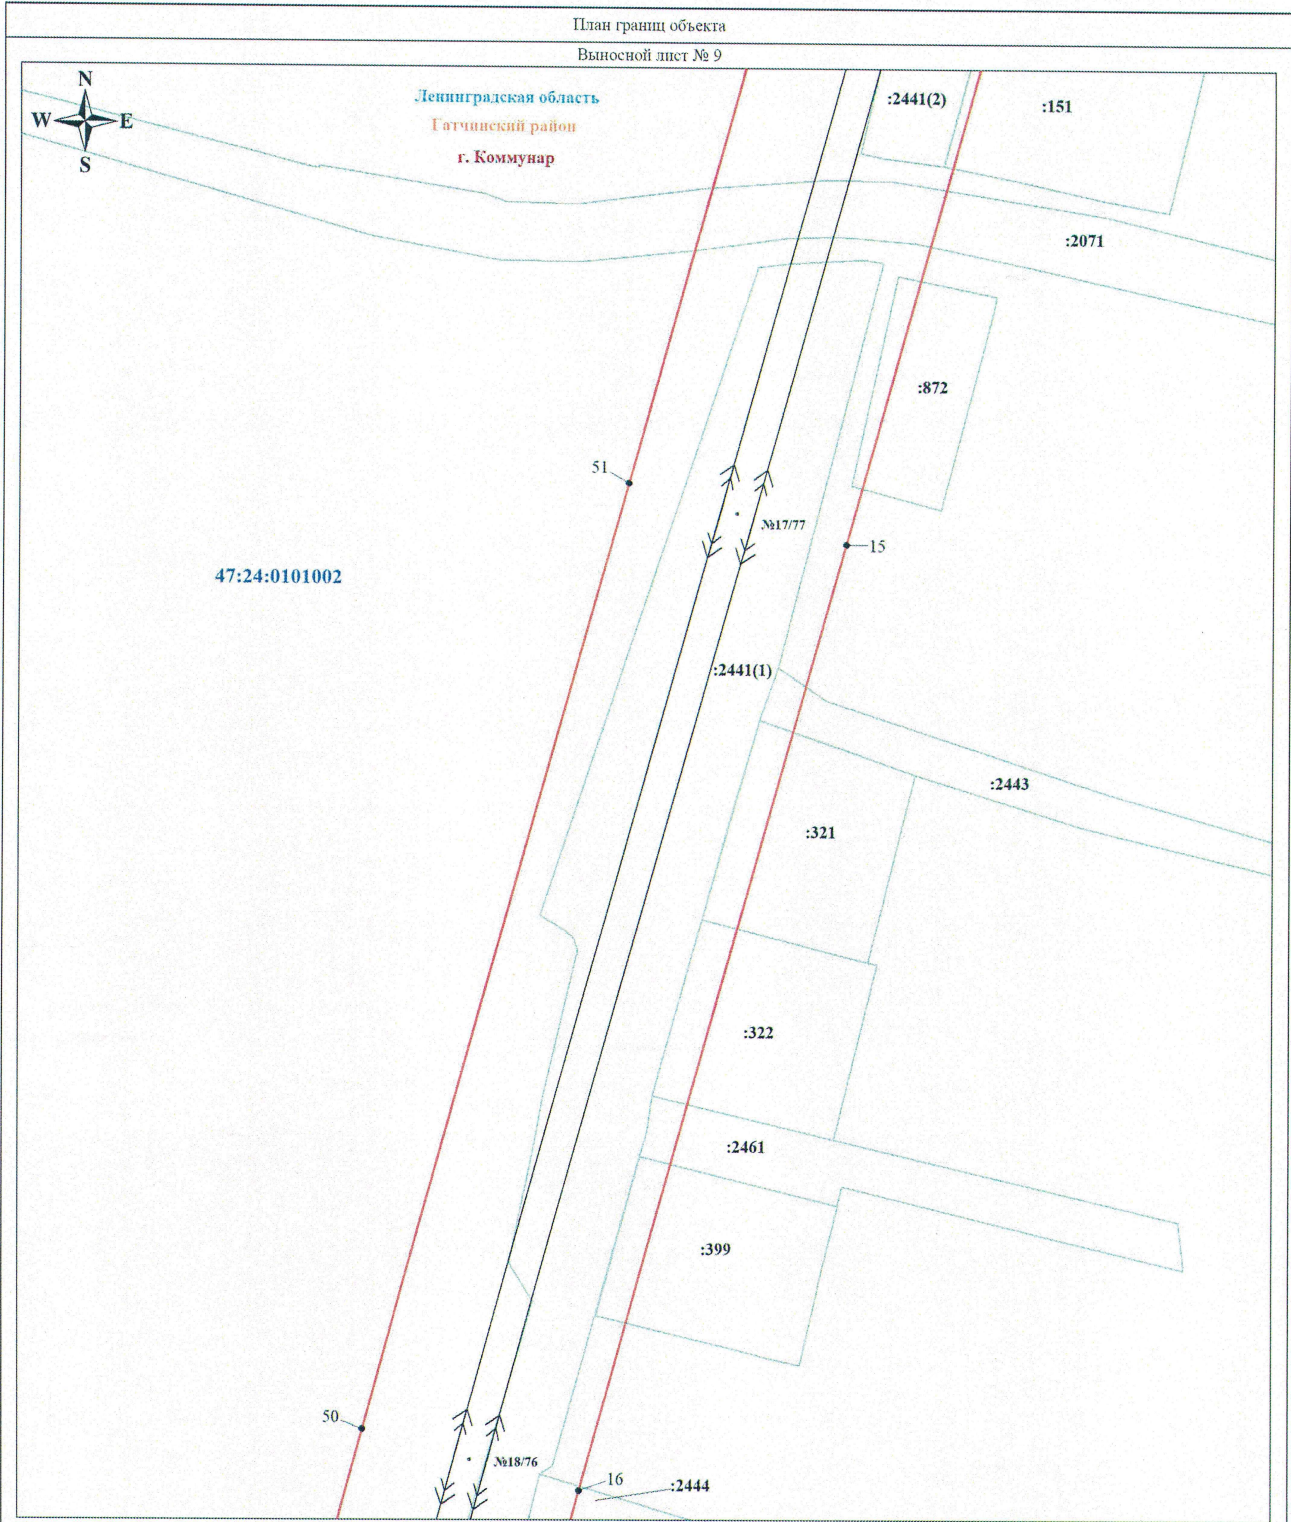 План границ объекта
Выносной лист № 9
N
W E
S
Ленинградская область
Гатчинский район
г. Коммунар
:2441(2)
:151
:2071
:872
51
№17/77
15
47:24:0101002
:2441(1)
:2443
:321
:322
:2461
:399
50
№18/76
16
:2444